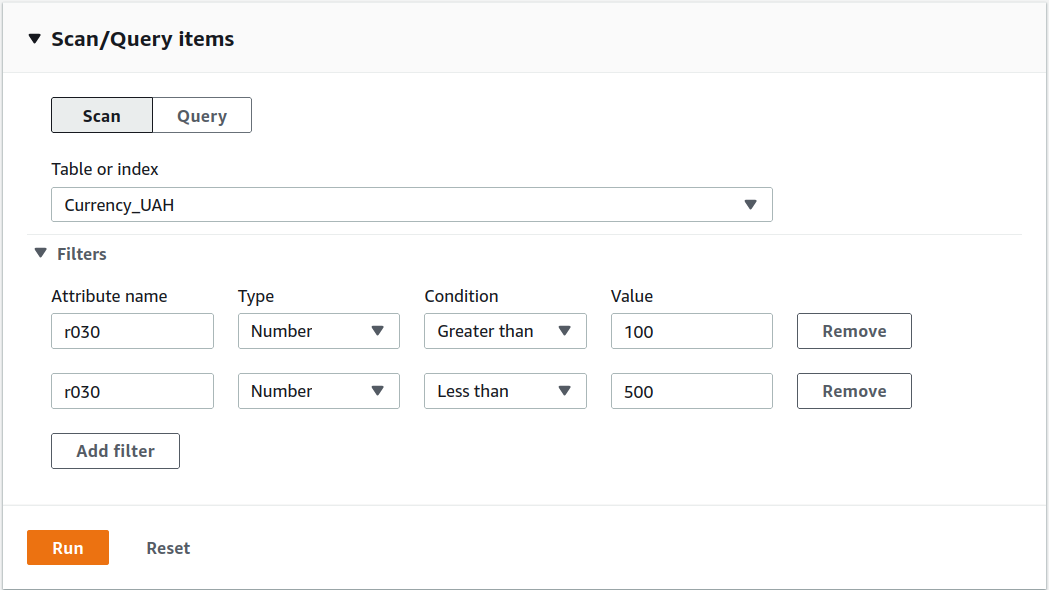 Scan/Query items
Scan Query
Table or index
Currency_UAH
Filters
Attribute name Type Condition Value
r030 Number Greater than 100 Remove
r030 Number Less than 500 Remove
Add filter
Run Reset